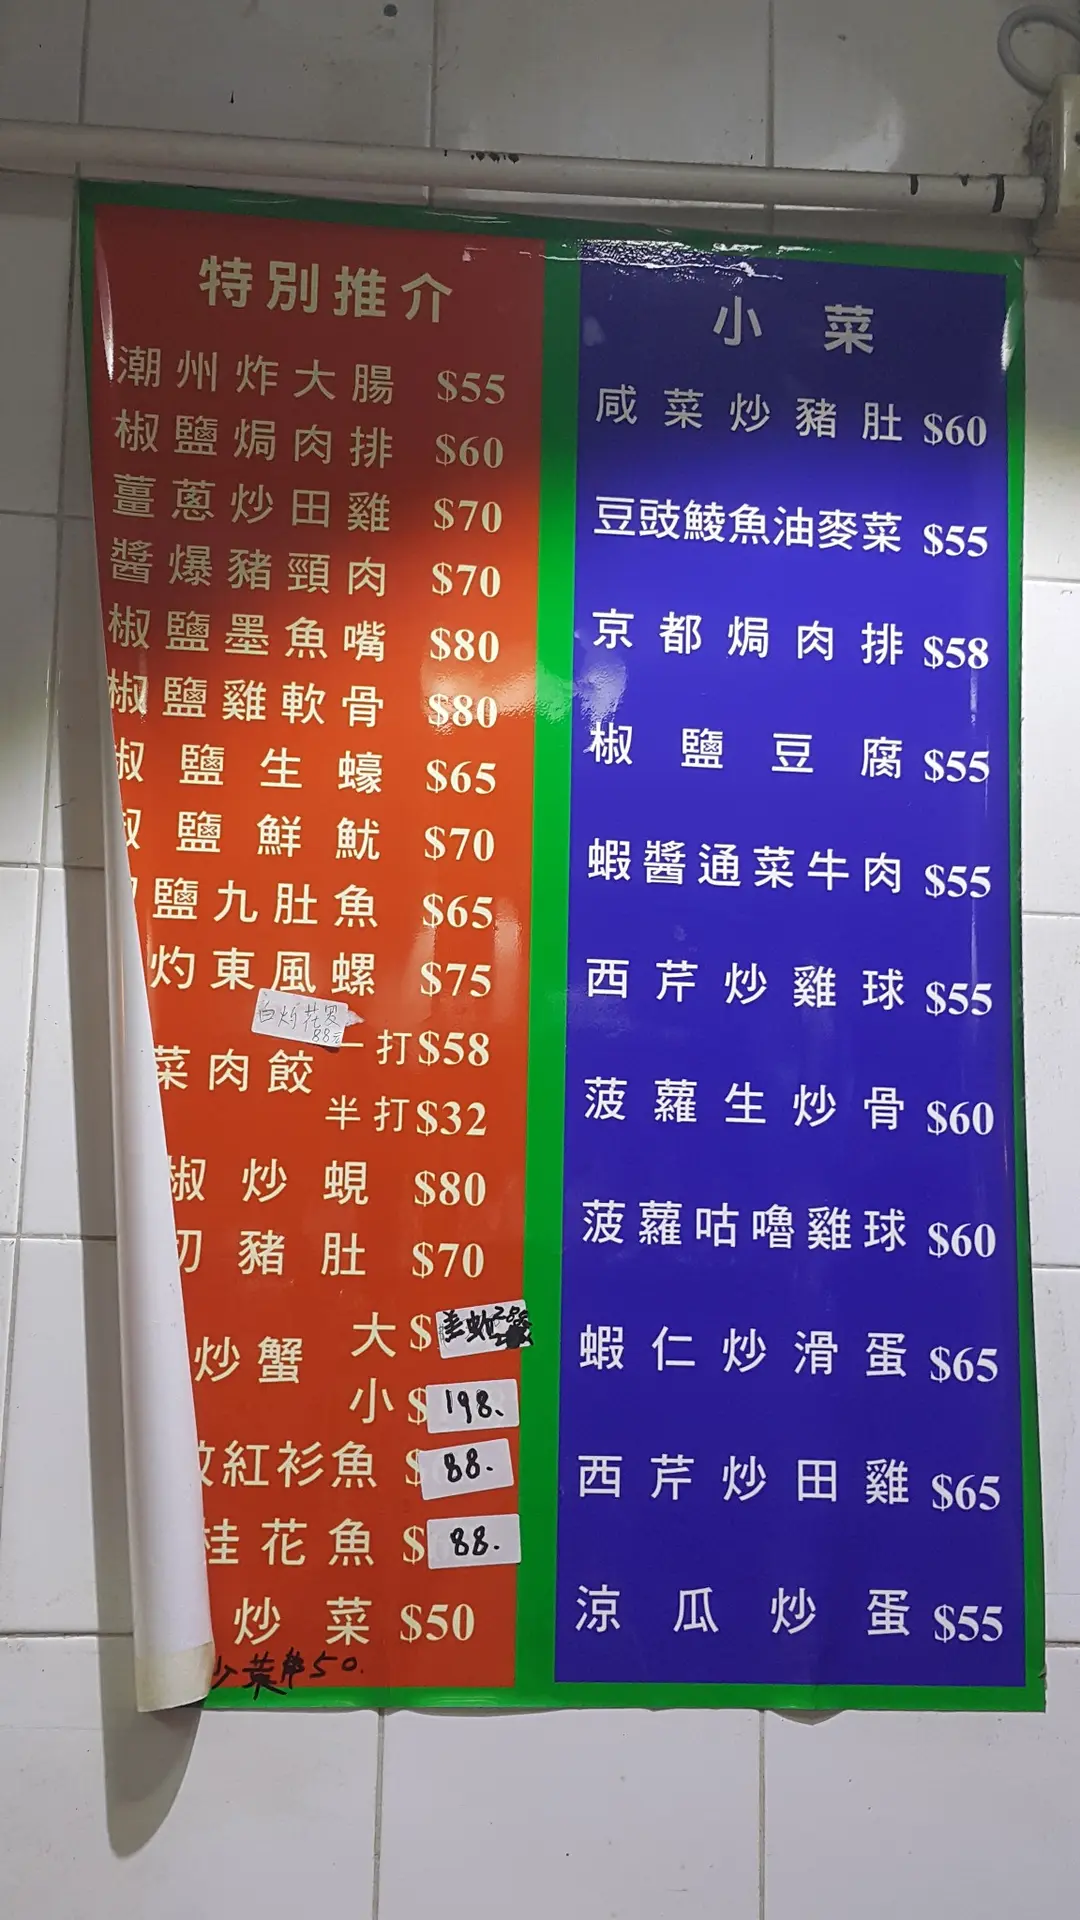 特別推介
潮州炸大腸 $55
椒鹽焗肉排 $60
薑蔥炒田雞 $70
醬爆豬頸肉 $70
椒鹽墨魚嘴 $80
椒鹽雞軟骨 $80
椒鹽生蠔 $65
椒鹽鮮魷 $70
鹽九肚魚 $65
灼東風螺 $75
白灼花
88元
菜肉餃 一打 $58
半打 $32
椒炒蜆 $80
豬肚 $70
炒蟹 大 $
小 $ 198.
紅衫魚 $ 88.
桂花魚 $ 88.
炒菜 $50
50.
小菜
咸菜炒豬肚 $60
豆豉鯪魚油麥菜 $55
京都焗肉排 $58
椒鹽豆腐 $55
蝦醬通菜牛肉 $55
西芹炒雞球 $55
菠蘿生炒骨 $60
菠蘿咕嚕雞球 $60
蝦仁炒滑蛋 $65
西芹炒田雞 $65
涼瓜炒蛋 $55